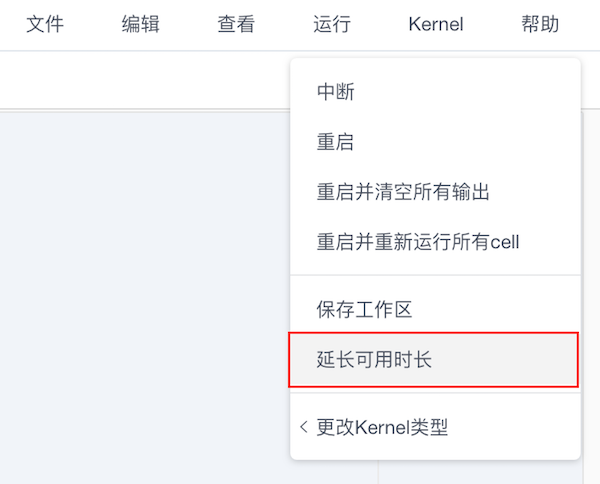 文件 编辑 查看 运行 Kernel 帮助
中断
重启
重启并清空所有输出
重启并重新运行所有cell
保存工作区
延长可用时长
更改Kernel类型